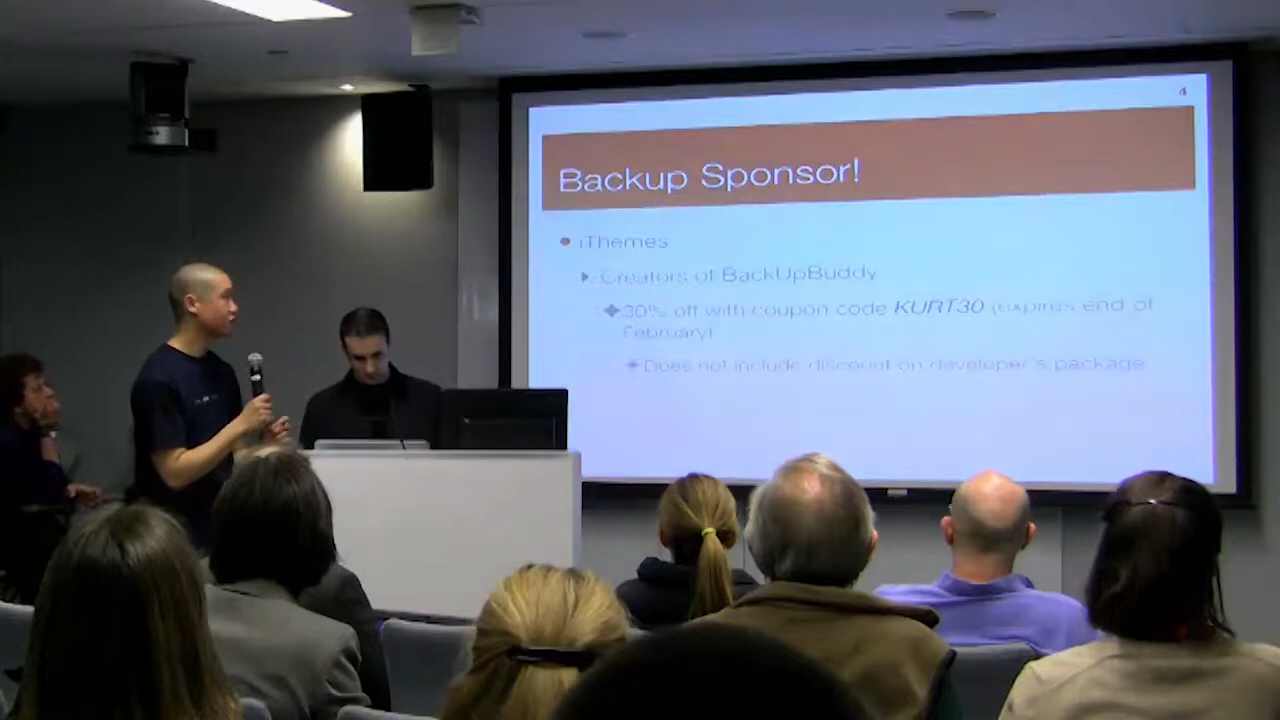 4
Backup Sponsor!
iThemes
Creators of BackUpBuddy
30% off with coupon code KURT30 (expires end of
February)
Does not include discount on developer's package